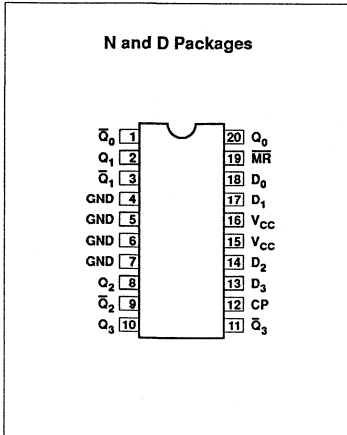 N and D Packages
Q̅0 1 20 Q0
Q1 2 19 M̅R̅
Q̅1 3 18 D0
GND 4 17 D1
GND 5 16 VCC
GND 6 15 VCC
GND 7 14 D2
Q2 8 13 D3
Q̅2 9 12 CP
Q3 10 11 Q̅3